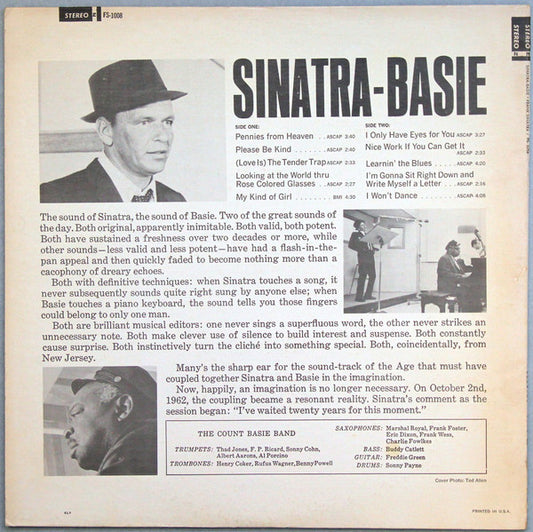 STEREO FS-1008
SINATRA-BASIE
SIDE ONE:
Pennies from Heaven . . ASCAP 3:40
Please Be Kind . . . . . . . ASCAP 2:40
(Love Is) The Tender Trap ASCAP 2:33
Looking at the World thru
Rose Colored Glasses . . ASCAP 2:27
My Kind of Girl . . . . . . . BMI 4:30
SIDE TWO:
I Only Have Eyes for You ASCAP 3:27
Nice Work If You Can Get It
ASCAP 2:33
Learnin' the Blues . . . . ASCAP 4:20
I'm Gonna Sit Right Down and
Write Myself a Letter . . . ASCAP 2:16
I Won't Dance . . . . . . . ASCAP 4:08
The sound of Sinatra, the sound of Basie. Two of the great sounds of
the day. Both original, apparently imitable. Both valid, both potent.
Both have sustained a freshness over two decades or more, while
other sounds—less valid and less potent—have had a flash-in-the-
pan appeal and then quickly faded to become nothing more than a
cacophony of dreary echoes.
Both with definitive techniques: when Sinatra touches a song, it
never subsequently sounds quite right sung by anyone else; when
Basie touches a piano keyboard, the sound tells you those fingers
could belong to only one man.
Both are brilliant musical editors: one never sings a superfluous word, the other never strikes an
unnecessary note. Both make clever use of silence to build interest and suspense. Both constantly
cause surprise. Both instinctively turn the cliché into something special. Both, coincidentally, from
New Jersey.
Many's the sharp ear for the sound-track of the Age that must have
coupled together Sinatra and Basie in the imagination.
Now, happily, an imagination is no longer necessary. On October 2nd,
1962, the coupling became a resonant reality. Sinatra's comment as the
session began: "I've waited twenty years for this moment."
THE COUNT BASIE BAND
TRUMPETS: Thad Jones, F. P. Ricard, Sonny Cohn,
Albert Aarons, Al Porcino
TROMBONES: Henry Coker, Rufus Wagner, Benny Powell
SAXOPHONES: Marshal Royal, Frank Foster,
Eric Dixon, Frank Wess,
Charlie Fowlkes
BASS: Buddy Catlett
GUITAR: Freddie Green
DRUMS: Sonny Payne
Cover Photo: Ted Allen
PRINTED IN U.S.A.
STEREO